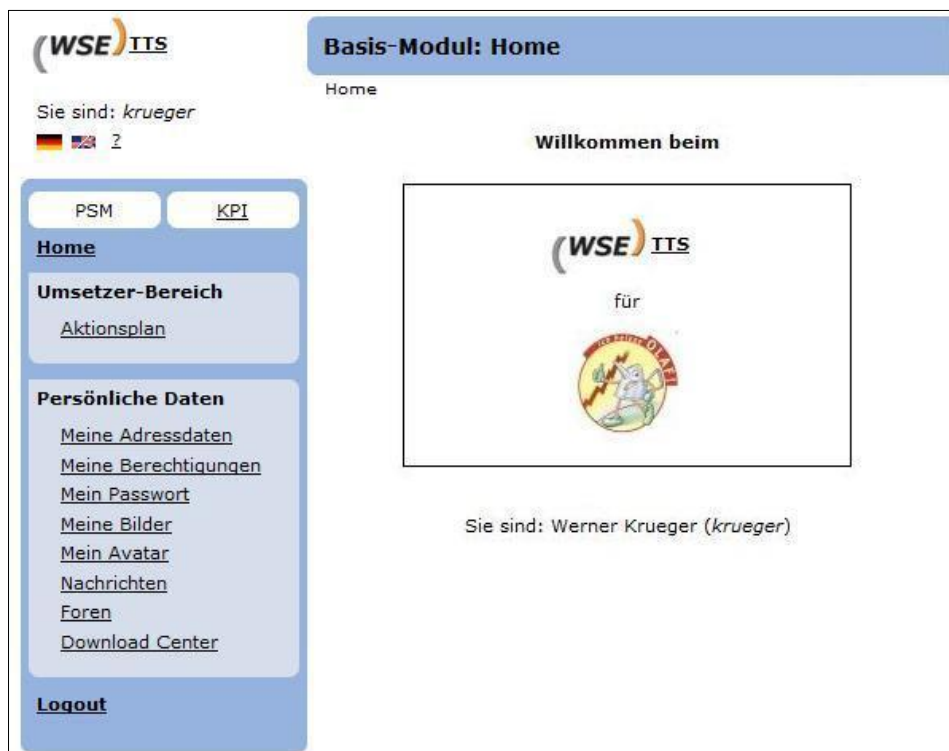 (WSE) TTS
Sie sind: krueger
?
PSM
KPI
Home
Umsetzer-Bereich
Aktionsplan
Persönliche Daten
Meine Adressdaten
Meine Berechtigungen
Mein Passwort
Meine Bilder
Mein Avatar
Nachrichten
Foren
Download Center
Logout
Basis-Modul: Home
Home
Willkommen beim
(WSE) TTS
für
OLAF!
Sie sind: Werner Krueger (krueger)